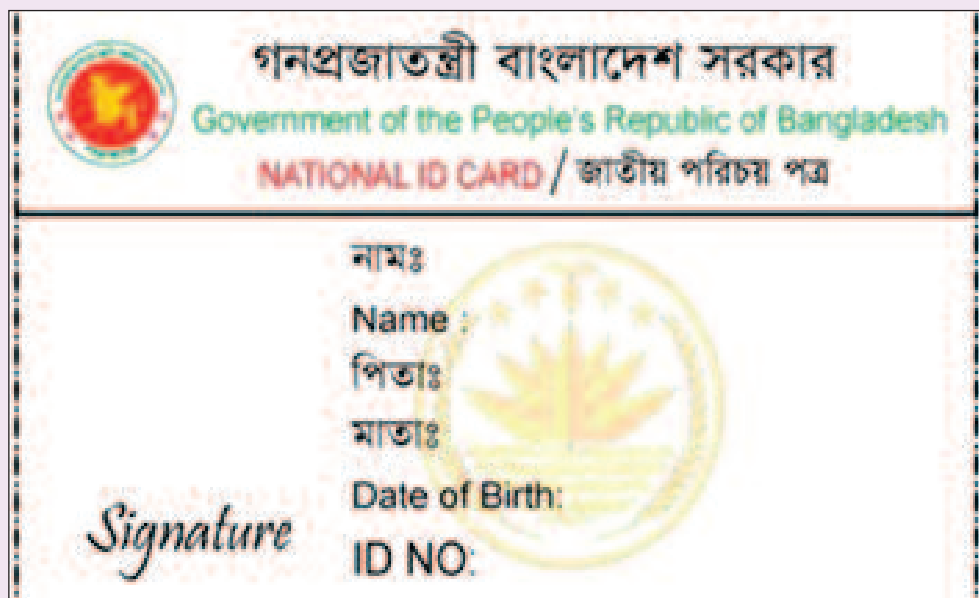 গনপ্রজাতন্ত্রী বাংলাদেশ সরকার
Government of the People's Republic of Bangladesh
NATIONAL ID CARD / জাতীয় পরিচয় পত্র
নামঃ
Name :
পিতাঃ
মাতাঃ
Date of Birth:
Signature
ID NO: